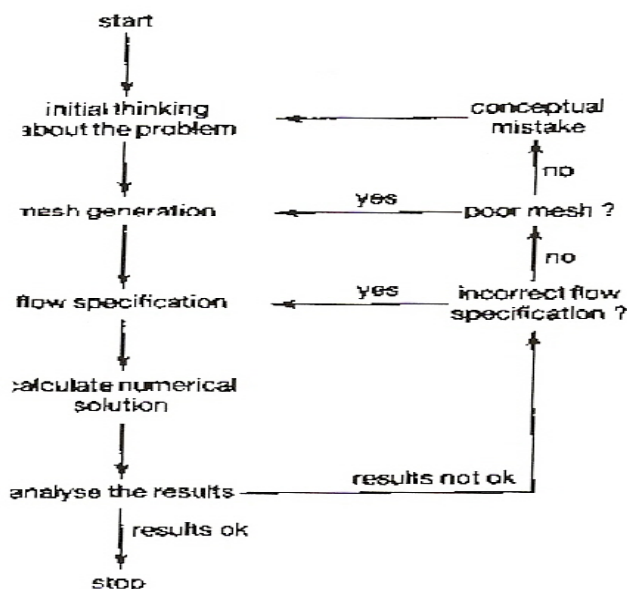 start
initial thinking
about the problem
conceptual
mistake
no
mesh generation
yes
poor mesh ?
no
flow specification
yes
incorrect flow
specification ?
calculate numerical
solution
analyse the results
results not ok
results ok
stop